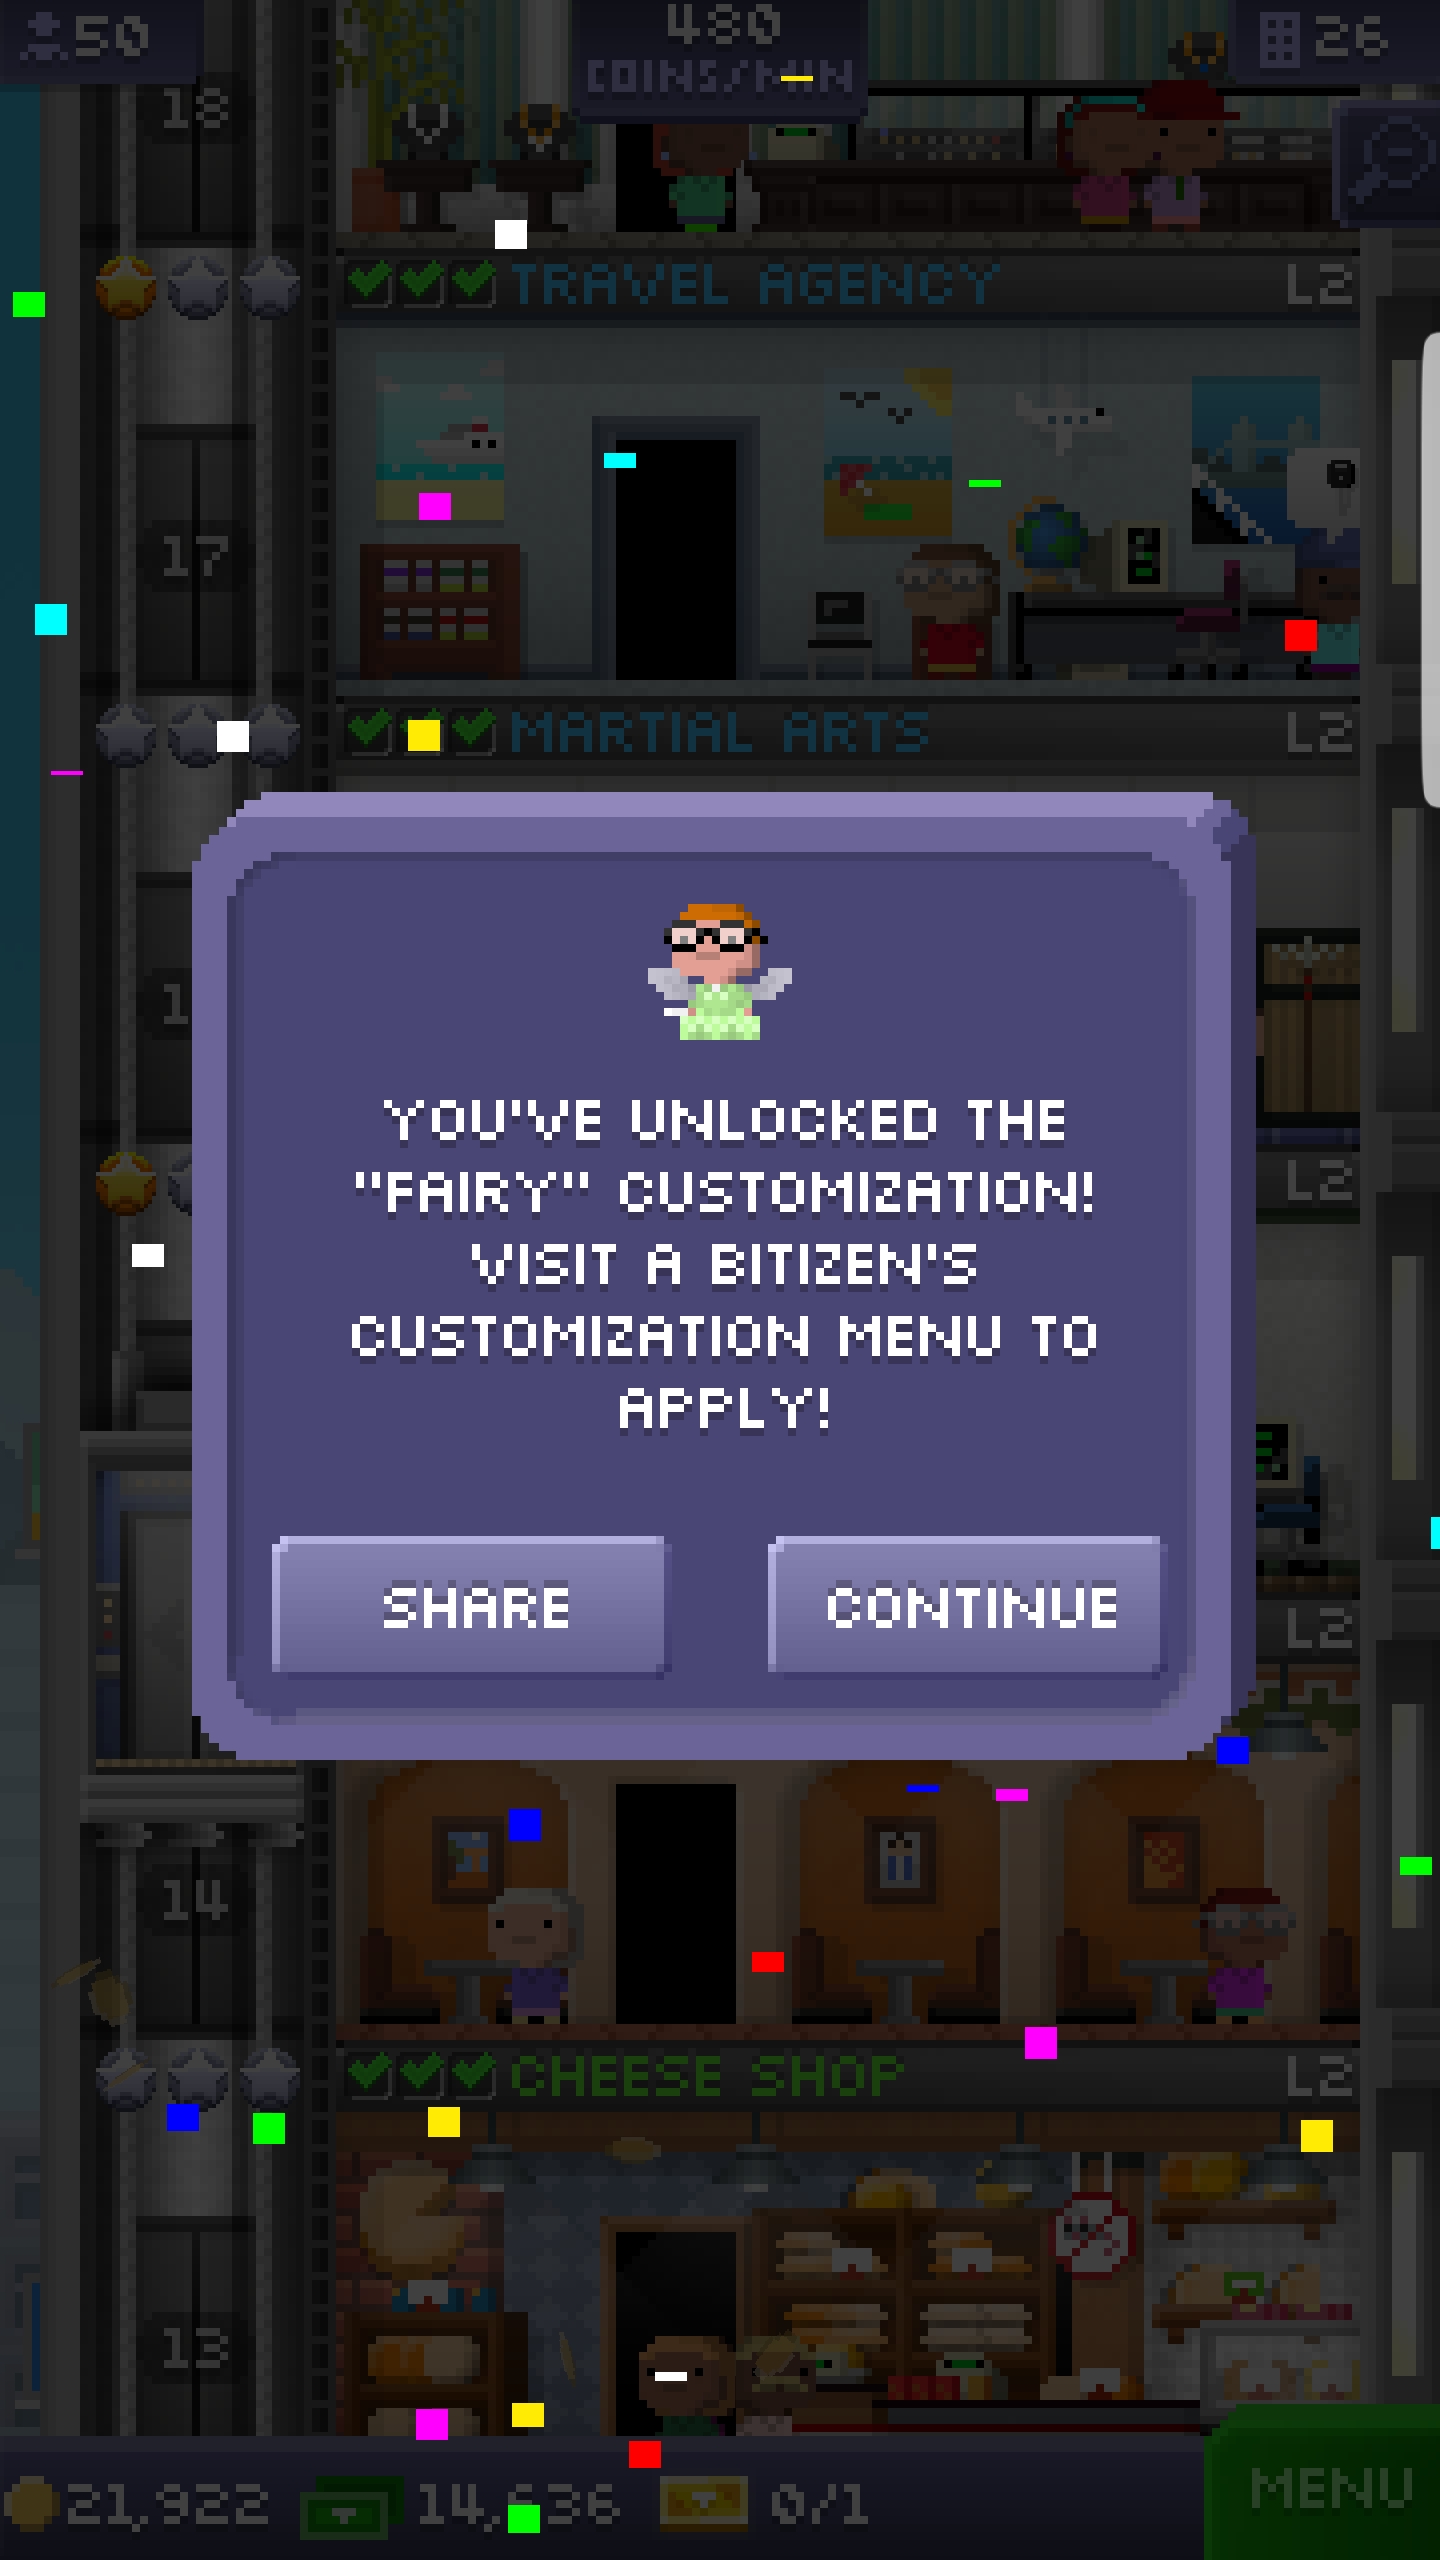 50
480
COINS/MIN
26
18
TRAVEL AGENCY
L2
17
MARTIAL ARTS
L2
L2
YOU'VE UNLOCKED THE
"FAIRY" CUSTOMIZATION!
VISIT A BITIZEN'S
CUSTOMIZATION MENU TO
APPLY!
SHARE
CONTINUE
L2
14
CHEESE SHOP
L2
13
21,922
0/1
MENU